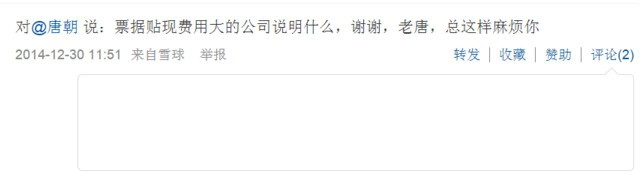 对@唐朝 说：票据贴现费用大的公司说明什么，谢谢，老唐，总这样麻烦你
2014-12-30 11:51 来自雪球 举报 转发 收藏 赞助 评论(2)